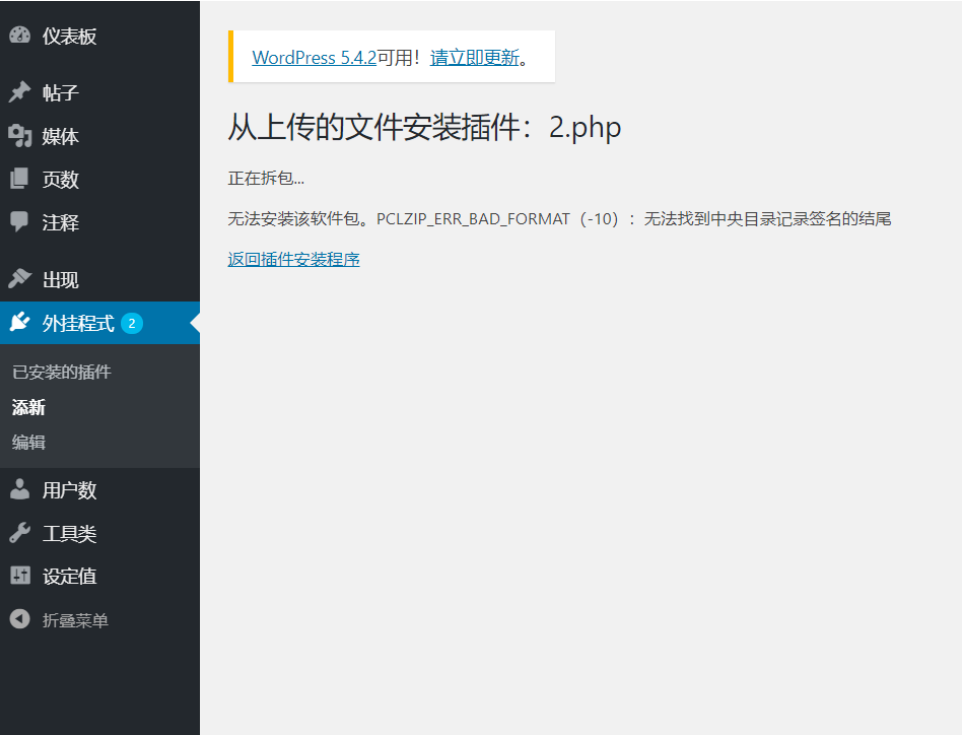 仪表板
帖子
媒体
页数
注释
出现
外挂程式 2
已安装的插件
添新
编辑
用户数
工具类
设定值
折叠菜单
WordPress 5.4.2可用！请立即更新。
从上传的文件安装插件：2.php
正在拆包...
无法安装该软件包。PCLZIP_ERR_BAD_FORMAT（-10）：无法找到中央目录记录签名的结尾
返回插件安装程序